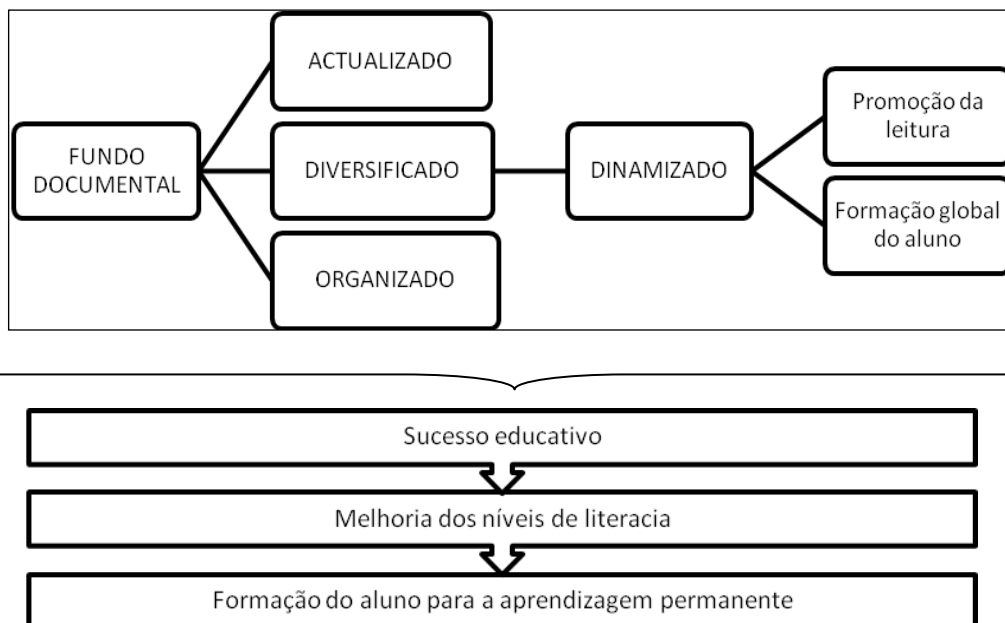 FUNDO
DOCUMENTAL
ACTUALIZADO
DIVERSIFICADO
ORGANIZADO
DINAMIZADO
Promoção da
leitura
Formação global
do aluno
Sucesso educativo
Melhoria dos níveis de literacia
Formação do aluno para a aprendizagem permanente